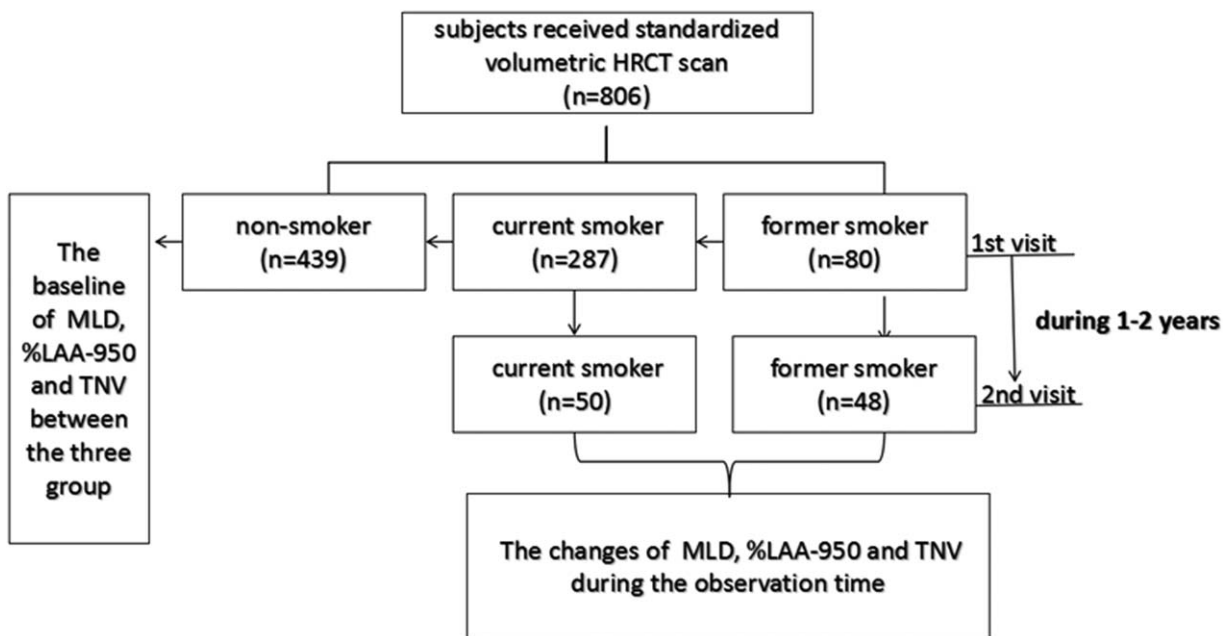 subjects received standardized
volumetric HRCT scan
(n=806)
non-smoker
(n=439)
current smoker
(n=287)
former smoker
(n=80)
1st visit
The
baseline
of MLD,
%LAA-950
and TNV
between
the three
group
during 1-2 years
current smoker
(n=50)
former smoker
(n=48)
2nd visit
The changes of MLD, %LAA-950 and TNV
during the observation time